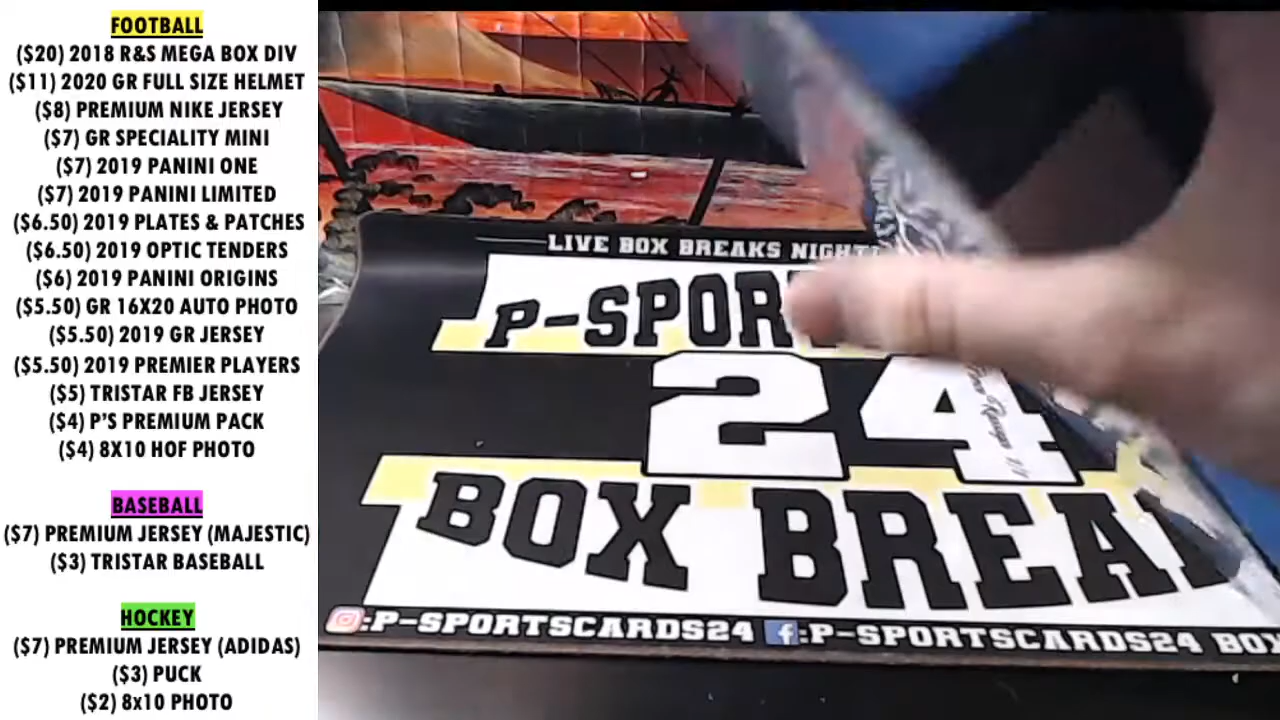 FOOTBALL
($20) 2018 R&S MEGA BOX DIV
($11) 2020 GR FULL SIZE HELMET
($8) PREMIUM NIKE JERSEY
($7) GR SPECIALITY MINI
($7) 2019 PANINI ONE
($7) 2019 PANINI LIMITED
($6.50) 2019 PLATES & PATCHES
($6.50) 2019 OPTIC TENDERS
($6) 2019 PANINI ORIGINS
($5.50) GR 16X20 AUTO PHOTO
($5.50) 2019 GR JERSEY
($5.50) 2019 PREMIER PLAYERS
($5) TRISTAR FB JERSEY
($4) P'S PREMIUM PACK
($4) 8X10 HOF PHOTO
BASEBALL
($7) PREMIUM JERSEY (MAJESTIC)
($3) TRISTAR BASEBALL
HOCKEY
($7) PREMIUM JERSEY (ADIDAS)
($3) PUCK
($2) 8x10 PHOTO
LIVE BOX BREAKS NIGHT
P-SPOR
24
BOX BREA
:P-SPORTSCARDS24 :P-SPORTSCARDS24 BO